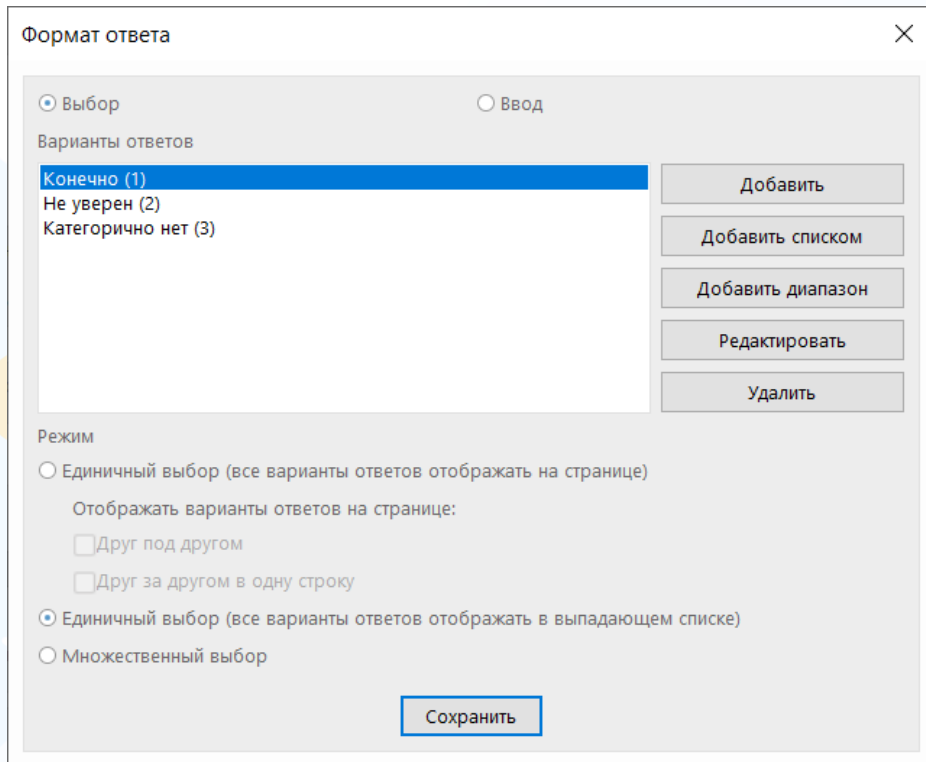 Формат ответа
Выбор
Ввод
Варианты ответов
Конечно (1)
Не уверен (2)
Категорично нет (3)
Добавить
Добавить списком
Добавить диапазон
Редактировать
Удалить
Режим
Единичный выбор (все варианты ответов отображать на странице)
Отображать варианты ответов на странице:
Друг под другом
Друг за другом в одну строку
Единичный выбор (все варианты ответов отображать в выпадающем списке)
Множественный выбор
Сохранить